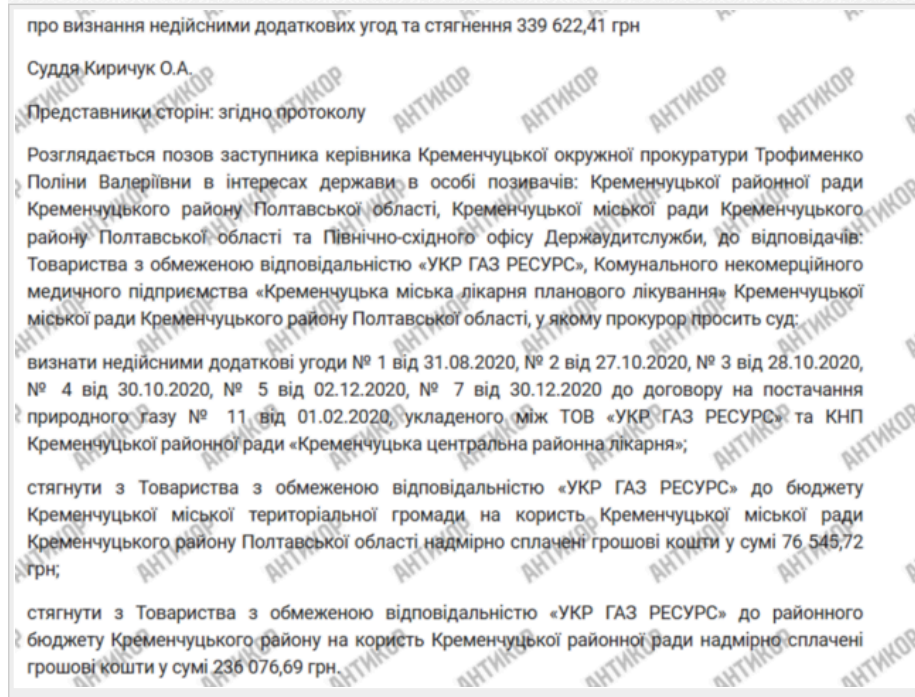 про визнання недійсними додаткових угод та стягнення 339 622,41 грн
Суддя Киричук О.А.
Представники сторін: згідно протоколу
Розглядається позов заступника керівника Кременчуцької окружної прокуратури Трофименко
Поліни Валеріївни в інтересах держави в особі позивачів: Кременчуцької районної ради
Кременчуцького району Полтавської області, Кременчуцької міської ради Кременчуцького
району Полтавської області та Північно-східного офісу Держаудитслужби, до відповідачів:
Товариства з обмеженою відповідальністю «УКР ГАЗ РЕСУРС», Комунального некомерційного
медичного підприємства «Кременчуцька міська лікарня планового лікування» Кременчуцької
міської ради Кременчуцького району Полтавської області, у якому прокурор просить суд:
визнати недійсними додаткові угоди № 1 від 31.08.2020, № 2 від 27.10.2020, № 3 від 28.10.2020,
№ 4 від 30.10.2020, № 5 від 02.12.2020, № 7 від 30.12.2020 до договору на постачання
природного газу № 11 від 01.02.2020, укладеного між ТОВ «УКР ГАЗ РЕСУРС» та КНП
Кременчуцької районної ради «Кременчуцька центральна районна лікарня»;
стягнути з Товариства з обмеженою відповідальністю «УКР ГАЗ РЕСУРС» до бюджету
Кременчуцької міської територіальної громади на користь Кременчуцької міської ради
Кременчуцького району Полтавської області надмірно сплачені грошові кошти у сумі 76 545,72
грн;
стягнути з Товариства з обмеженою відповідальністю «УКР ГАЗ РЕСУРС» до районного
бюджету Кременчуцького району на користь Кременчуцької районної ради надмірно сплачені
грошові кошти у сумі 236 076,69 грн.
АНТИКОР